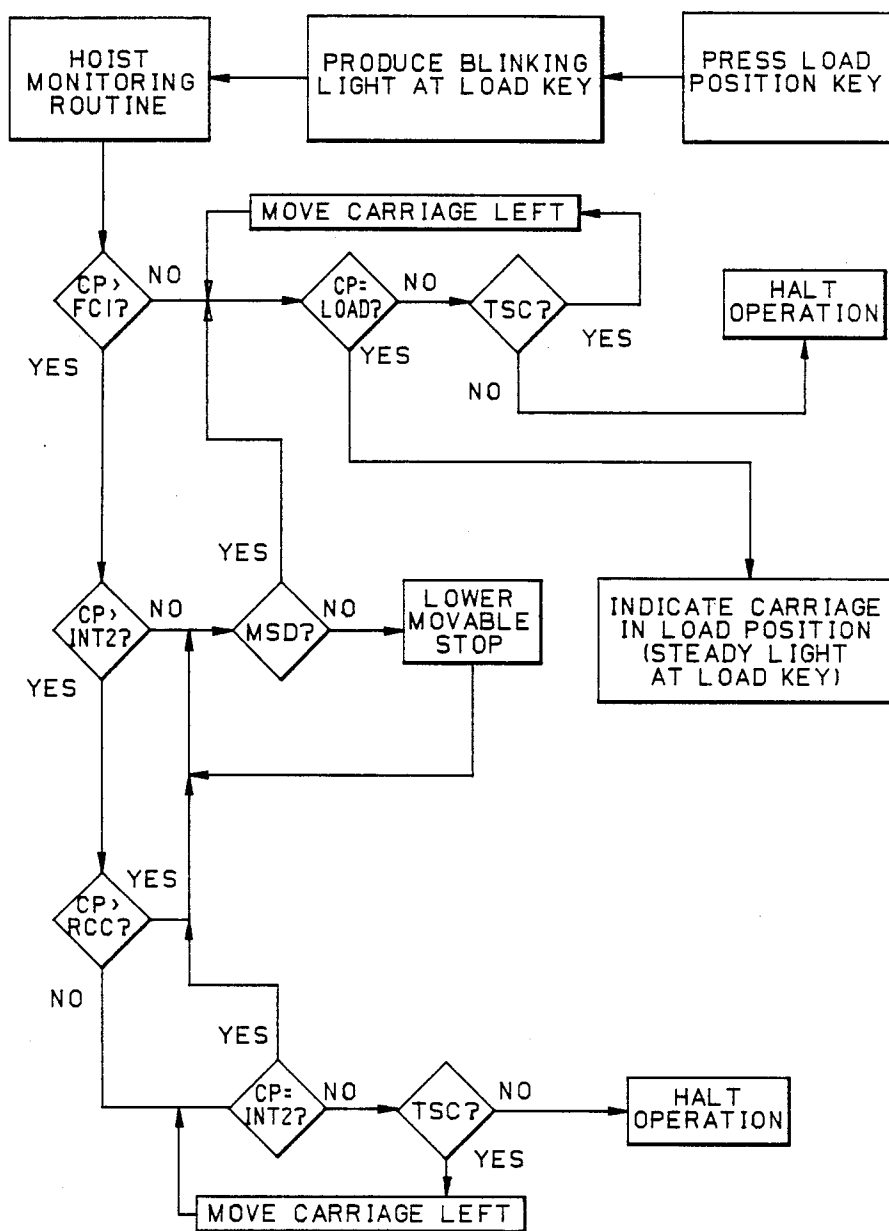 HOIST
MONITORING
ROUTINE
PRODUCE BLINKING
LIGHT AT LOAD KEY
PRESS LOAD
POSITION KEY
MOVE CARRIAGE LEFT
CP>
FC1?
NO
YES
CP=
LOAD?
NO
YES
TSC?
YES
NO
HALT
OPERATION
CP>
INT2?
NO
YES
YES
MSD?
NO
LOWER
MOVABLE
STOP
INDICATE CARRIAGE
IN LOAD POSITION
(STEADY LIGHT
AT LOAD KEY)
CP>
RCC?
YES
NO
YES
CP=
INT2?
NO
TSC?
NO
YES
HALT
OPERATION
MOVE CARRIAGE LEFT